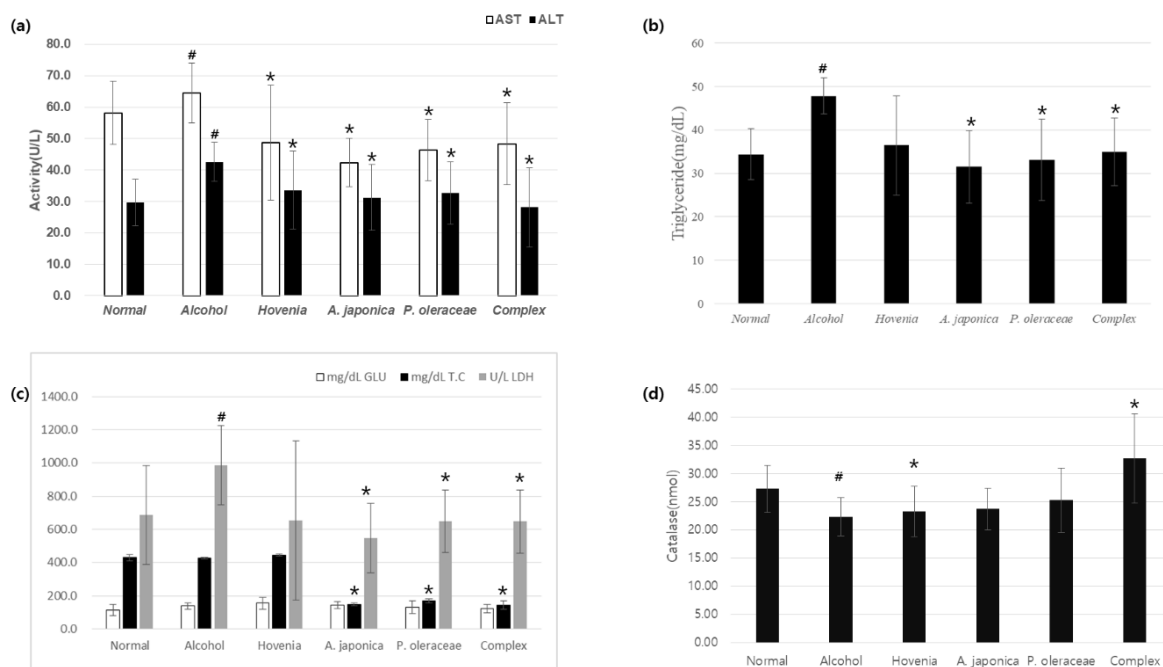 (a)
AST ALT
Activity(U/L)
80.0
70.0
60.0
50.0
40.0
30.0
20.0
10.0
0.0
# # * * * * * * * *
Normal Alcohol Hovenia A. japonica P. oleraceae Complex
(b)
Triglyceride(mg/dL)
60
50
40
30
30
10
0
# * * *
Normal Alcohol Hovenia A. japonica P. oleraceae Complex
(c)
mg/dL GLU mg/dL T.C U/L LDH
1400.0
1200.0
1000.0
800.0
600.0
400.0
200.0
0.0
# * * * * * *
Normal Alcohol Hovenia A. japonica P. oleraceae Complex
(d)
Catalase(nmol)
45.00
40.00
35.00
30.00
25.00
20.00
15.00
10.00
5.00
0.00
# * *
Normal Alcohol Hovenia A. japonica P. oleraceae Complex